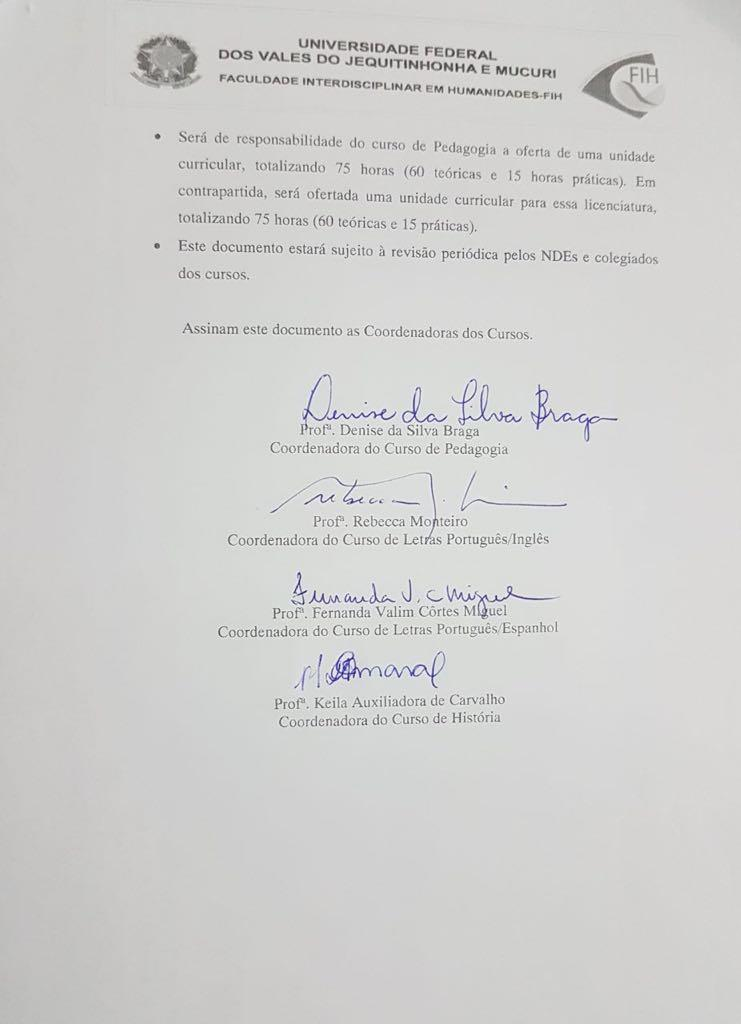 UNIVERSIDADE FEDERAL
DOS VALES DO JEQUITINHONHA E MUCURI
FACULDADE INTERDISCIPLINAR EM HUMANIDADES-FIH
FIH
• Será de responsabilidade do curso de Pedagogia a oferta de uma unidade
curricular, totalizando 75 horas (60 teóricas e 15 horas práticas). Em
contrapartida, será ofertada uma unidade curricular para essa licenciatura,
totalizando 75 horas (60 teóricas e 15 práticas).
• Este documento estará sujeito à revisão periódica pelos NDEs e colegiados
dos cursos.
Assinam este documento as Coordenadoras dos Cursos.
Denise da Silva Braga
Profª. Denise da Silva Braga
Coordenadora do Curso de Pedagogia
Rebecca
Profª. Rebecca Monteiro
Coordenadora do Curso de Letras Português/Inglês
Fernanda V. C Miguel
Profª. Fernanda Valim Côrtes Miguel
Coordenadora do Curso de Letras Português/Espanhol
Amaral
Profª. Keila Auxiliadora de Carvalho
Coordenadora do Curso de História